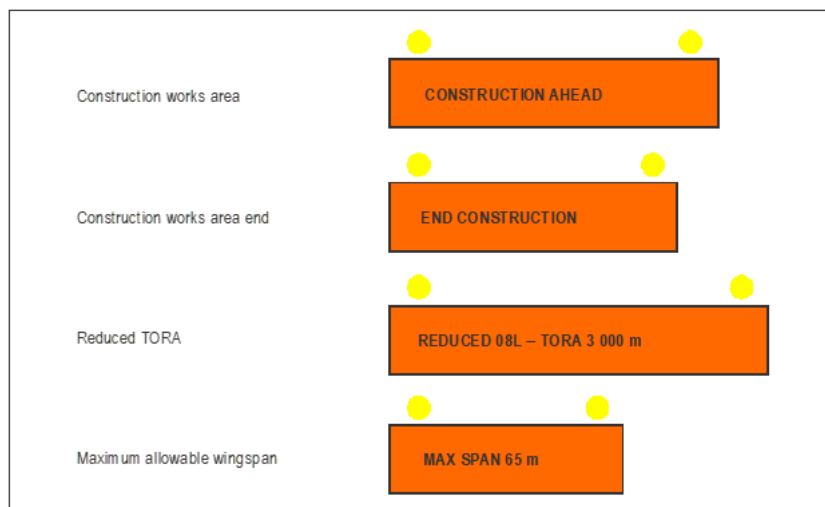 Construction works area
CONSTRUCTION AHEAD
Construction works area end
END CONSTRUCTION
Reduced TORA
REDUCED 08L – TORA 3 000 m
Maximum allowable wingspan
MAX SPAN 65 m